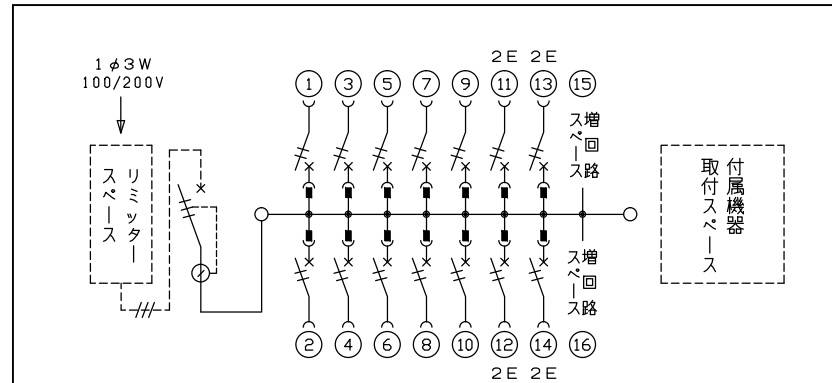 1φ3W
100/200V
リミッター
スペース
2E 2E
① ③ ⑤ ⑦ ⑨ ⑪ ⑬ ⑮
増回路
スペース
増回路
スペース
② ④ ⑥ ⑧ ⑩ ⑫ ⑭ ⑯
2E 2E
付属機器
取付スペース